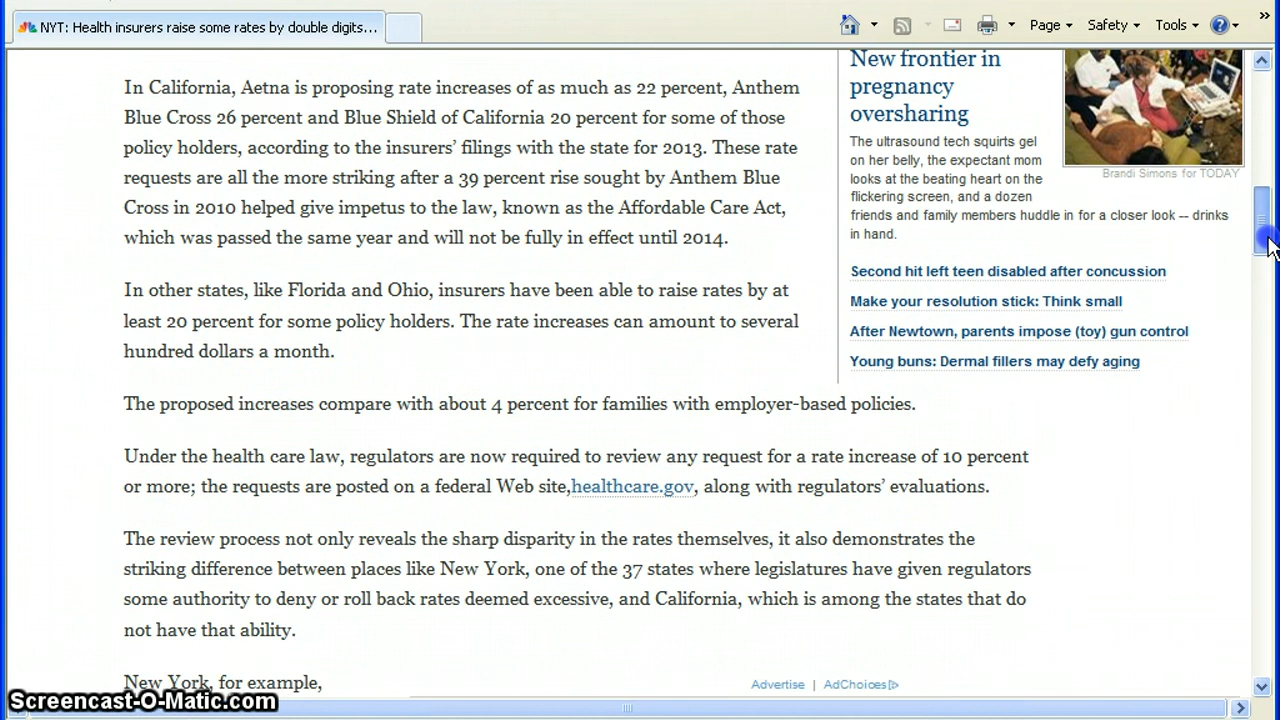 NYT: Health insurers raise some rates by double digits...
Page
Safety
Tools
In California, Aetna is proposing rate increases of as much as 22 percent, Anthem
Blue Cross 26 percent and Blue Shield of California 20 percent for some of those
policy holders, according to the insurers’ filings with the state for 2013. These rate
requests are all the more striking after a 39 percent rise sought by Anthem Blue
Cross in 2010 helped give impetus to the law, known as the Affordable Care Act,
which was passed the same year and will not be fully in effect until 2014.
In other states, like Florida and Ohio, insurers have been able to raise rates by at
least 20 percent for some policy holders. The rate increases can amount to several
hundred dollars a month.
The proposed increases compare with about 4 percent for families with employer-based policies.
Under the health care law, regulators are now required to review any request for a rate increase of 10 percent
or more; the requests are posted on a federal Web site,healthcare.gov, along with regulators’ evaluations.
The review process not only reveals the sharp disparity in the rates themselves, it also demonstrates the
striking difference between places like New York, one of the 37 states where legislatures have given regulators
some authority to deny or roll back rates deemed excessive, and California, which is among the states that do
not have that ability.
New York, for example,
New frontier in
pregnancy
oversharing
The ultrasound tech squirts gel
on her belly, the expectant mom
looks at the beating heart on the
flickering screen, and a dozen
friends and family members huddle in for a closer look -- drinks
in hand.
Brandi Simons for TODAY
Second hit left teen disabled after concussion
Make your resolution stick: Think small
After Newtown, parents impose (toy) gun control
Young buns: Dermal fillers may defy aging
Advertise | AdChoices
Screencast-O-Matic.com